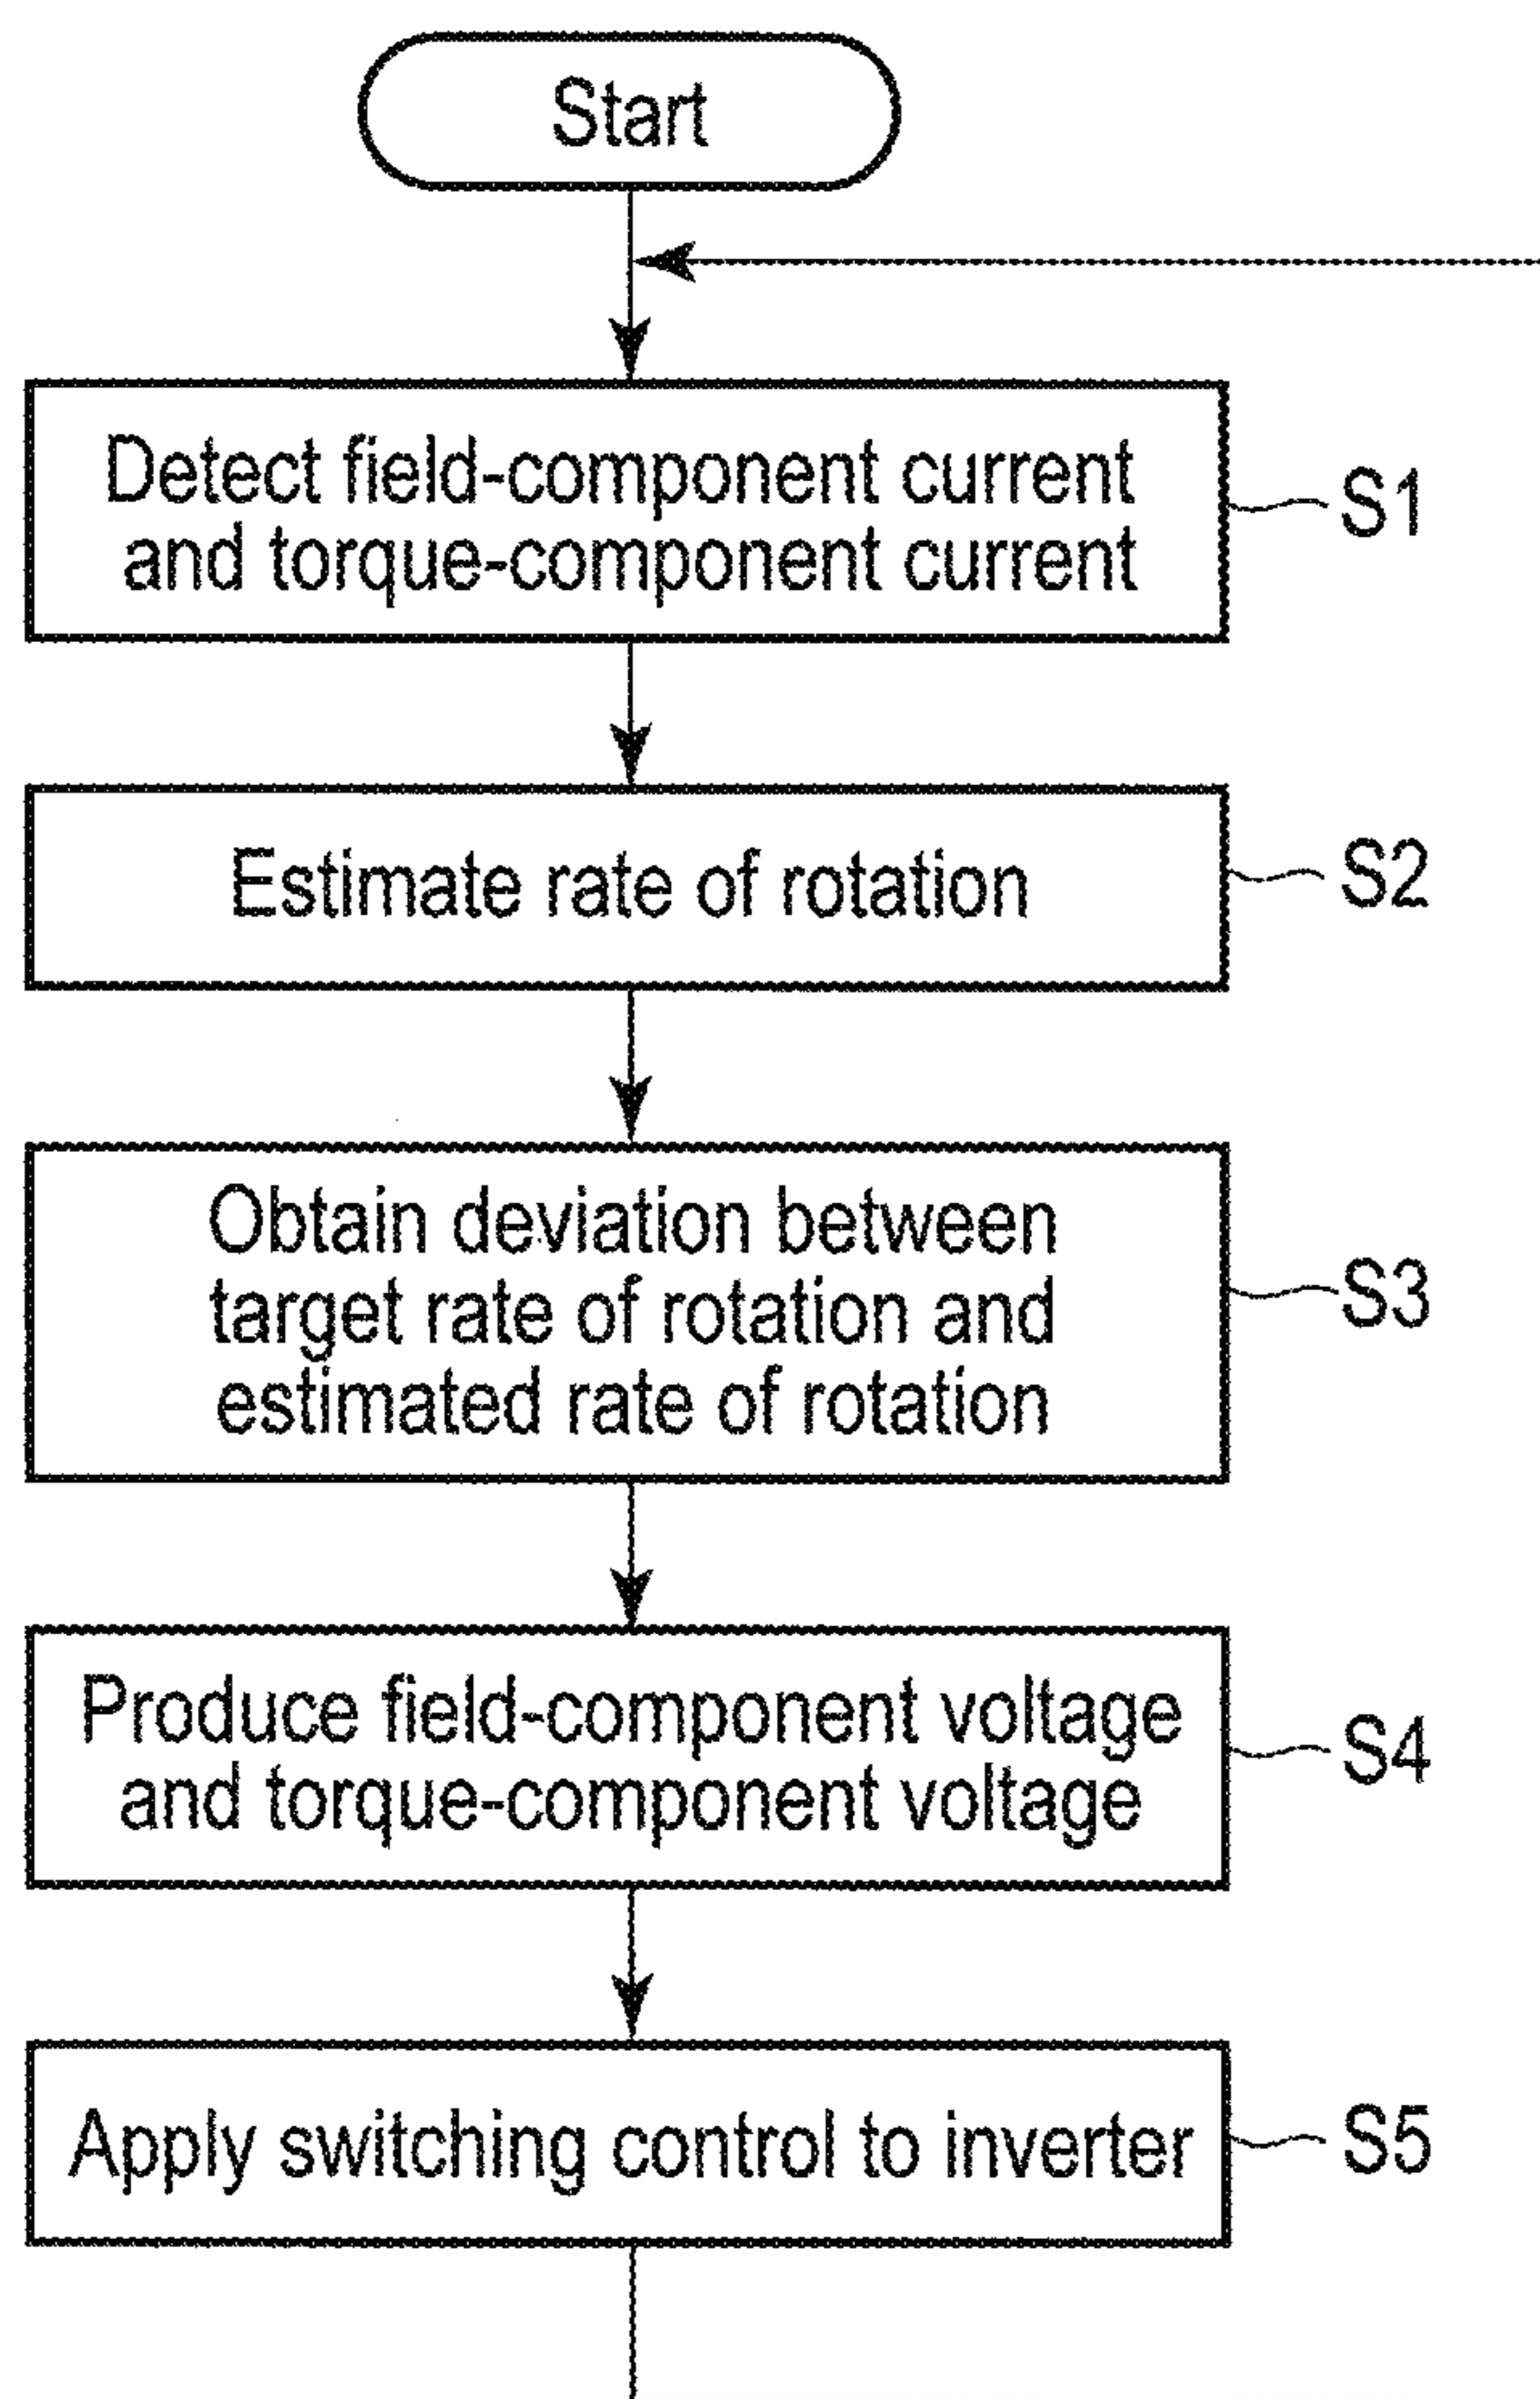 Start
Detect field-component current
and torque-component current
S1
Estimate rate of rotation
S2
Obtain deviation between
target rate of rotation and
estimated rate of rotation
S3
Produce field-component voltage
and torque-component voltage
S4
Apply switching control to inverter
S5